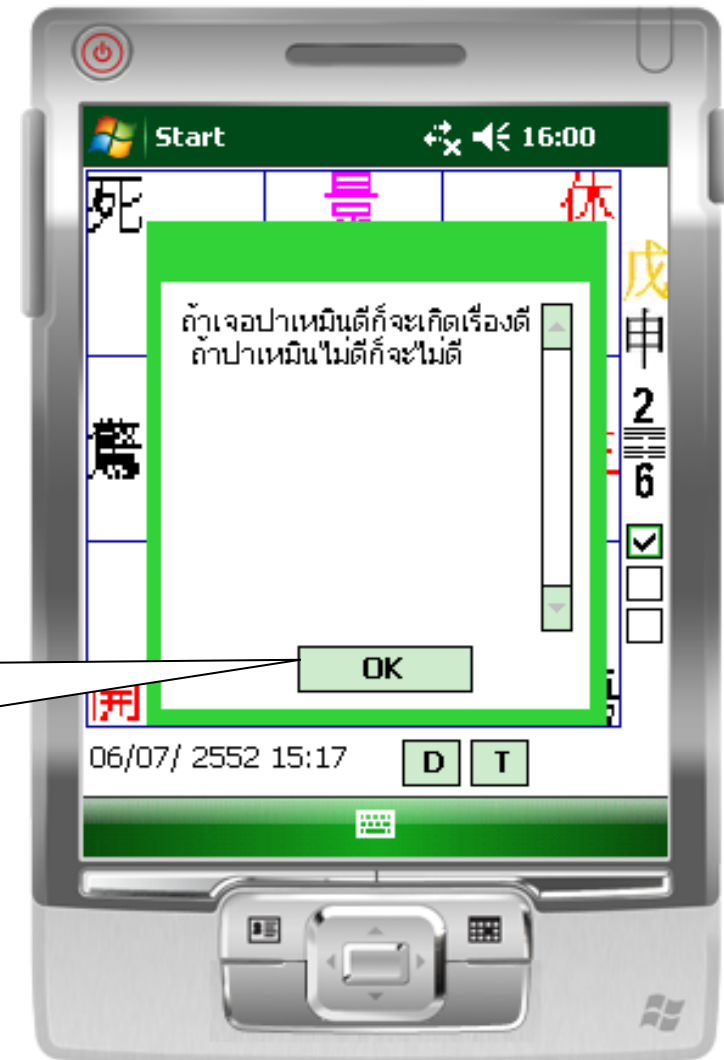 Start 16:00
死 休
戊
ถ้าเจอปาเหมินดีก็จะเกิดเรื่องดี
ถ้าปาเหมินไม่ดีก็จะไม่ดี
申
2
驚
6
OK
開
06/07/ 2552 15:17 D T